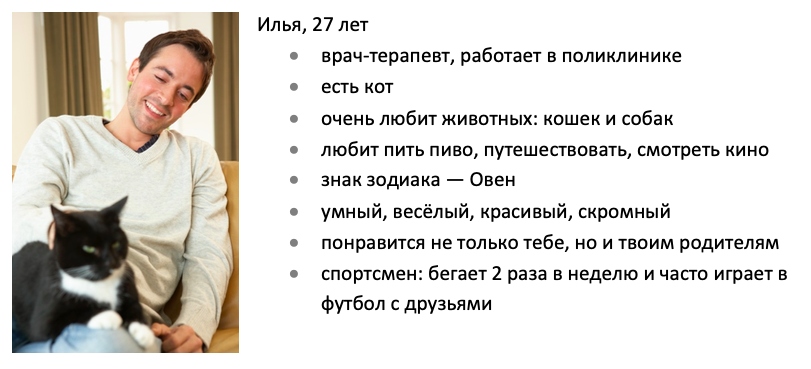 Илья, 27 лет
• врач-терапевт, работает в поликлинике
• есть кот
• очень любит животных: кошек и собак
• любит пить пиво, путешествовать, смотреть кино
• знак зодиака — Овен
• умный, весёлый, красивый, скромный
• понравится не только тебе, но и твоим родителям
• спортсмен: бегает 2 раза в неделю и часто играет в
футбол с друзьями